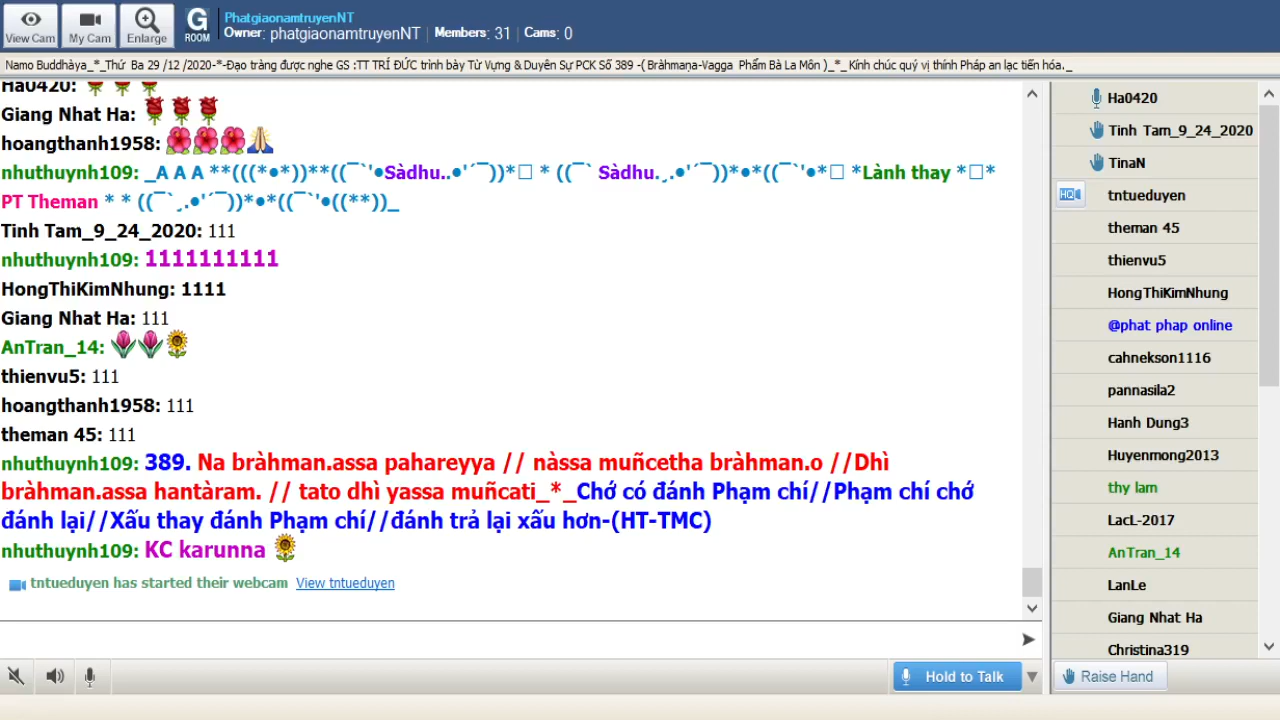 View Cam
My Cam
Enlarge
G
ROOM
PhatgiaonamtruyenNT
Owner: phatgiaonamtruyenNT | Members: 31 | Cams: 0
Namo Buddhàya_*_Thứ Ba 29 /12 /2020-*-Đạo tràng được nghe GS :TT TRÍ ĐỨC trình bày Từ Vựng & Duyên Sự PCK Số 389 -( Bràhmaṇa-Vagga Phẩm Bà La Môn )_*_ Kính chúc quý vị thính Pháp an lạc tiến hóa._
Ha0420:
Giang Nhat Ha:
hoangthanh1958:
nhuthuynh109: _A A A **(((*•*))**((¯`'•Sàdhu..•'´¯))*□ * ((¯` Sàdhu.¸.•'´¯))*•*((¯`'•*□ *Lành thay *□*
PT Theman * * ((¯`¸.•'´¯))*•*((¯`'•((**))_
Tinh Tam_9_24_2020: 111
nhuthuynh109: 1111111111
HongThiKimNhung: 1111
Giang Nhat Ha: 111
AnTran_14:
thienvu5: 111
hoangthanh1958: 111
theman 45: 111
nhuthuynh109: 389. Na bràhman.assa pahareyya // nàssa muñcetha bràhman.o //Dhì
bràhman.assa hantàram. // tato dhì yassa muñcati_*_Chớ có đánh Phạm chí//Phạm chí chớ
đánh lại//Xấu thay đánh Phạm chí//đánh trả lại xấu hơn-(HT-TMC)
nhuthuynh109: KC karunna
tntueduyen has started their webcam View tntueduyen
Hold to Talk
Ha0420
Tinh Tam_9_24_2020
TinaN
HQ
tntueduyen
theman 45
thienvu5
HongThiKimNhung
@phat phap online
cahnekson1116
pannasila2
Hanh Dung3
Huyenmong2013
thy lam
LacL-2017
AnTran_14
LanLe
Giang Nhat Ha
Christina319
Raise Hand